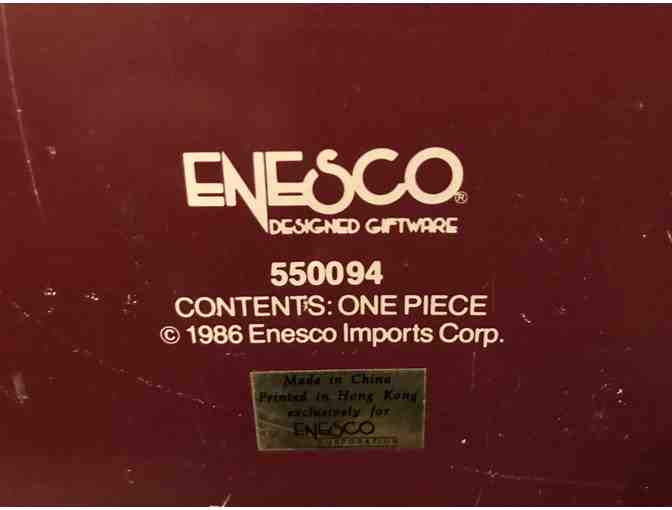 ENESCO®
DESIGNED GIFTWARE
550094
CONTENTS: ONE PIECE
© 1986 Enesco Imports Corp.
Made in China
Printed in Hong Kong
exclusively for
ENESCO
CORPORATION